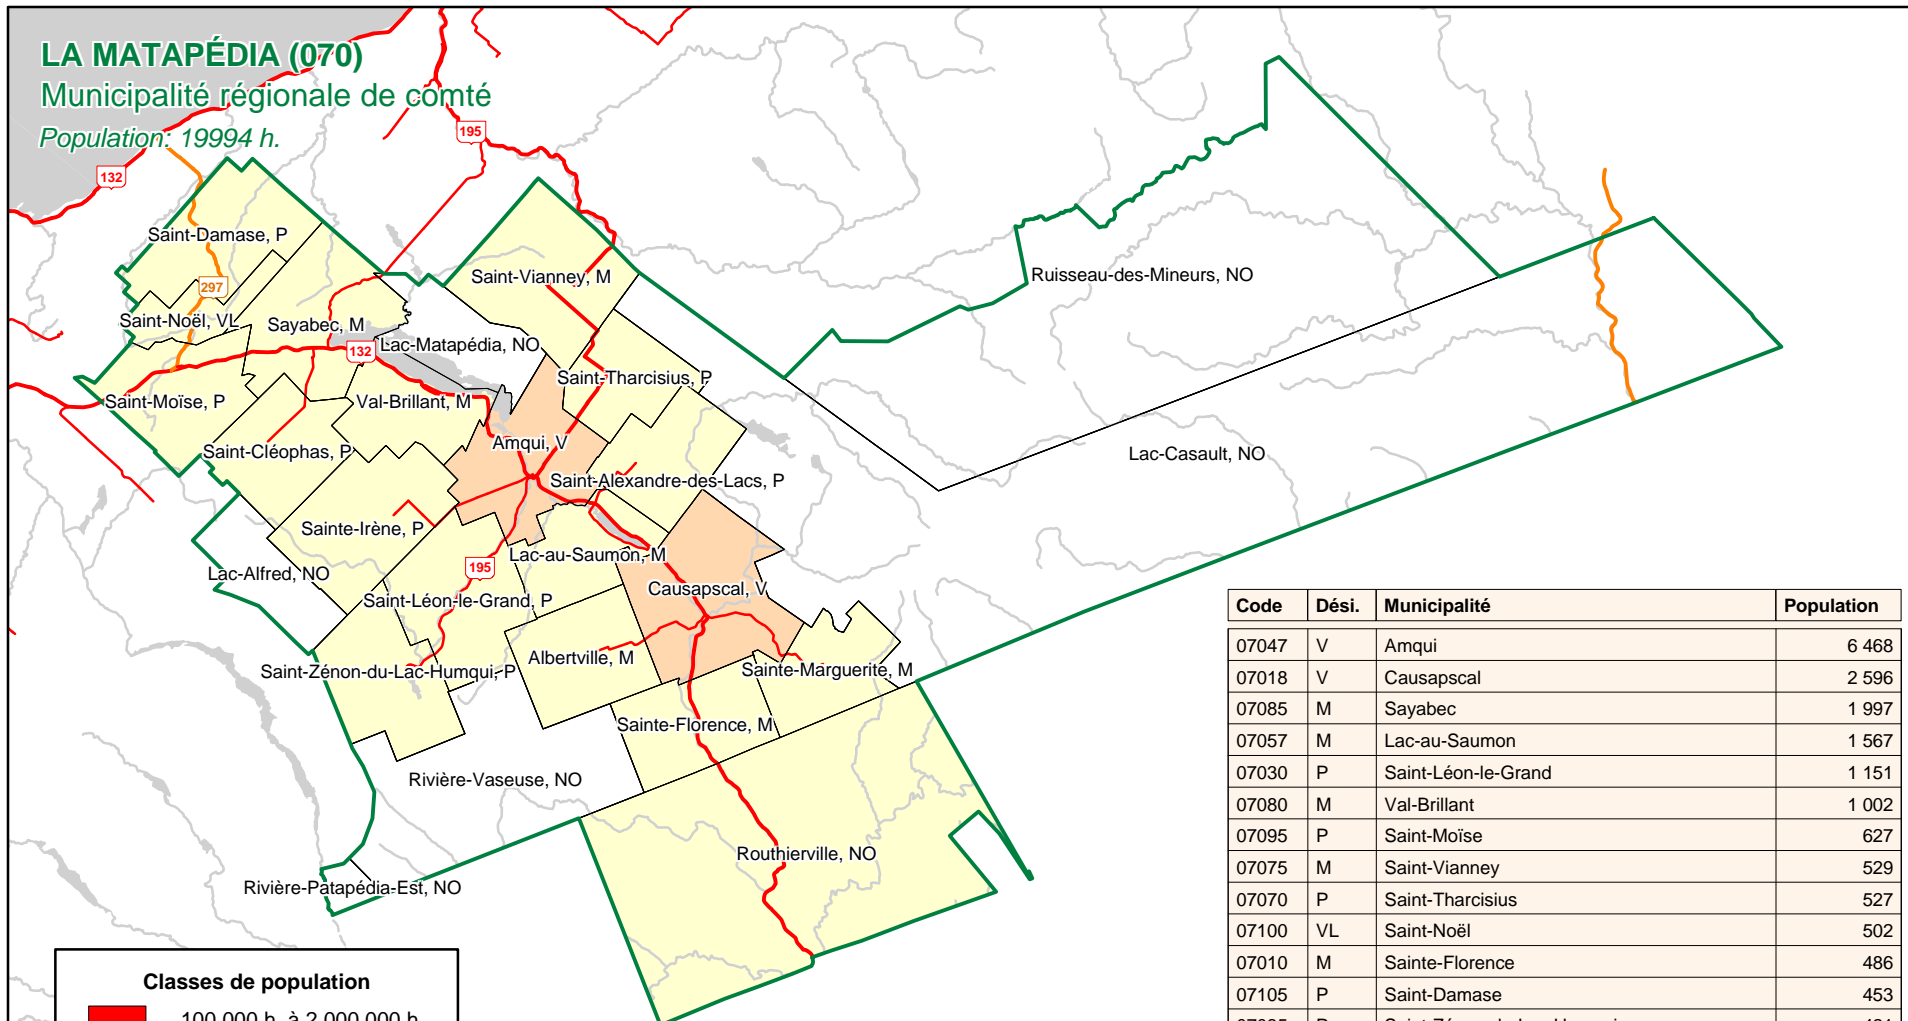 LA MATAPÉDIA (070)
Municipalité régionale de comté
Population: 19994 h.
195
132
Saint-Damase, P
297
Saint-Vianney, M
Ruisseau-des-Mineurs, NO
Saint-Noël, VL
Sayabec, M
Lac-Matapédia, NO
132
Saint-Tharcisius, P
Saint-Moïse, P
Val-Brillant, M
Amqui, V
Saint-Cléophas, P
Lac-Casault, NO
Saint-Alexandre-des-Lacs, P
Sainte-Irène, P
Lac-au-Saumon, M
195
Lac-Alfred, NO
Causapscal, V
Saint-Léon-le-Grand, P
Albertville, M
Saint-Zénon-du-Lac-Humqui, P
Sainte-Marguerite, M
Sainte-Florence, M
Rivière-Vaseuse, NO
Routhierville, NO
Rivière-Patapédia-Est, NO
Classes de population
100 000 h. à 2 000 000 h.
Code Dési. Municipalité Population
07047 V Amqui 6 468
07018 V Causapscal 2 596
07085 M Sayabec 1 997
07057 M Lac-au-Saumon 1 567
07030 P Saint-Léon-le-Grand 1 151
07080 M Val-Brillant 1 002
07095 P Saint-Moïse 627
07075 M Saint-Vianney 529
07070 P Saint-Tharcisius 527
07100 VL Saint-Noël 502
07010 M Sainte-Florence 486
07105 P Saint-Damase 453